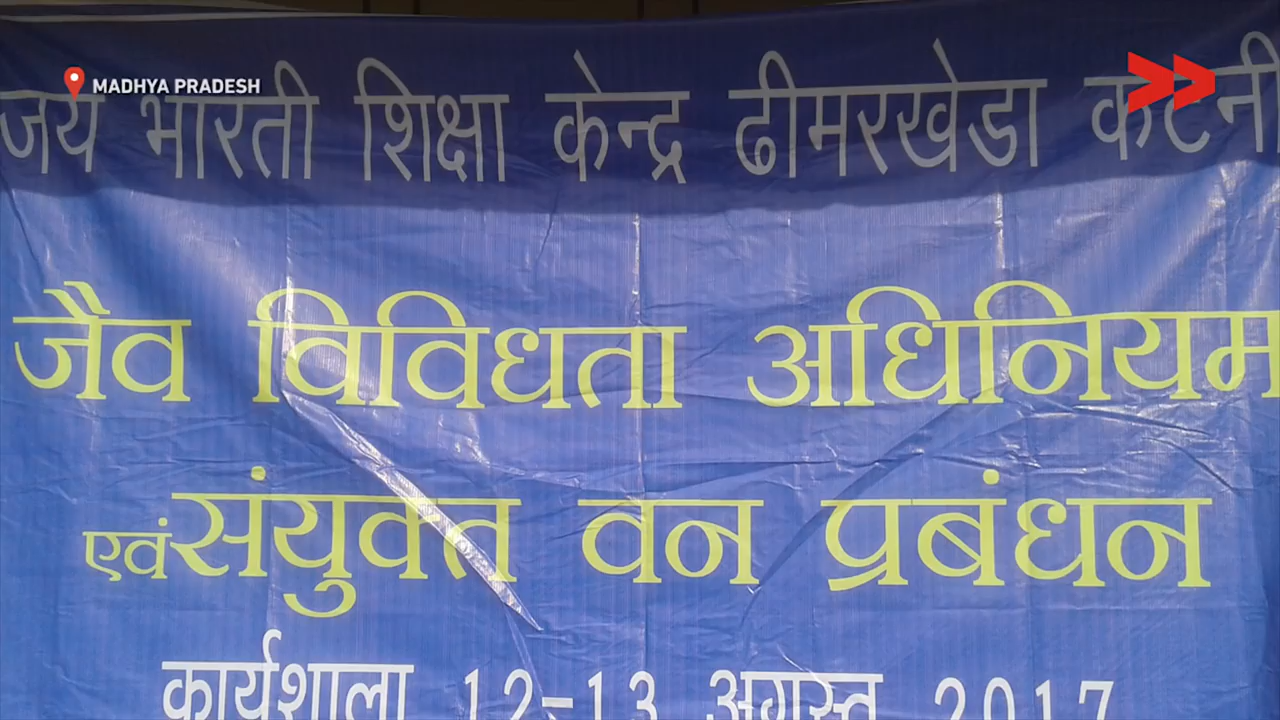 MADHYA PRADESH
जय भारती शिक्षा केन्द्र ढीमरखेडा कटनी
जैव विविधता अधिनियम
एवं संयुक्त वन प्रबंधन
कार्यशाला 12-13 अगस्त 2017